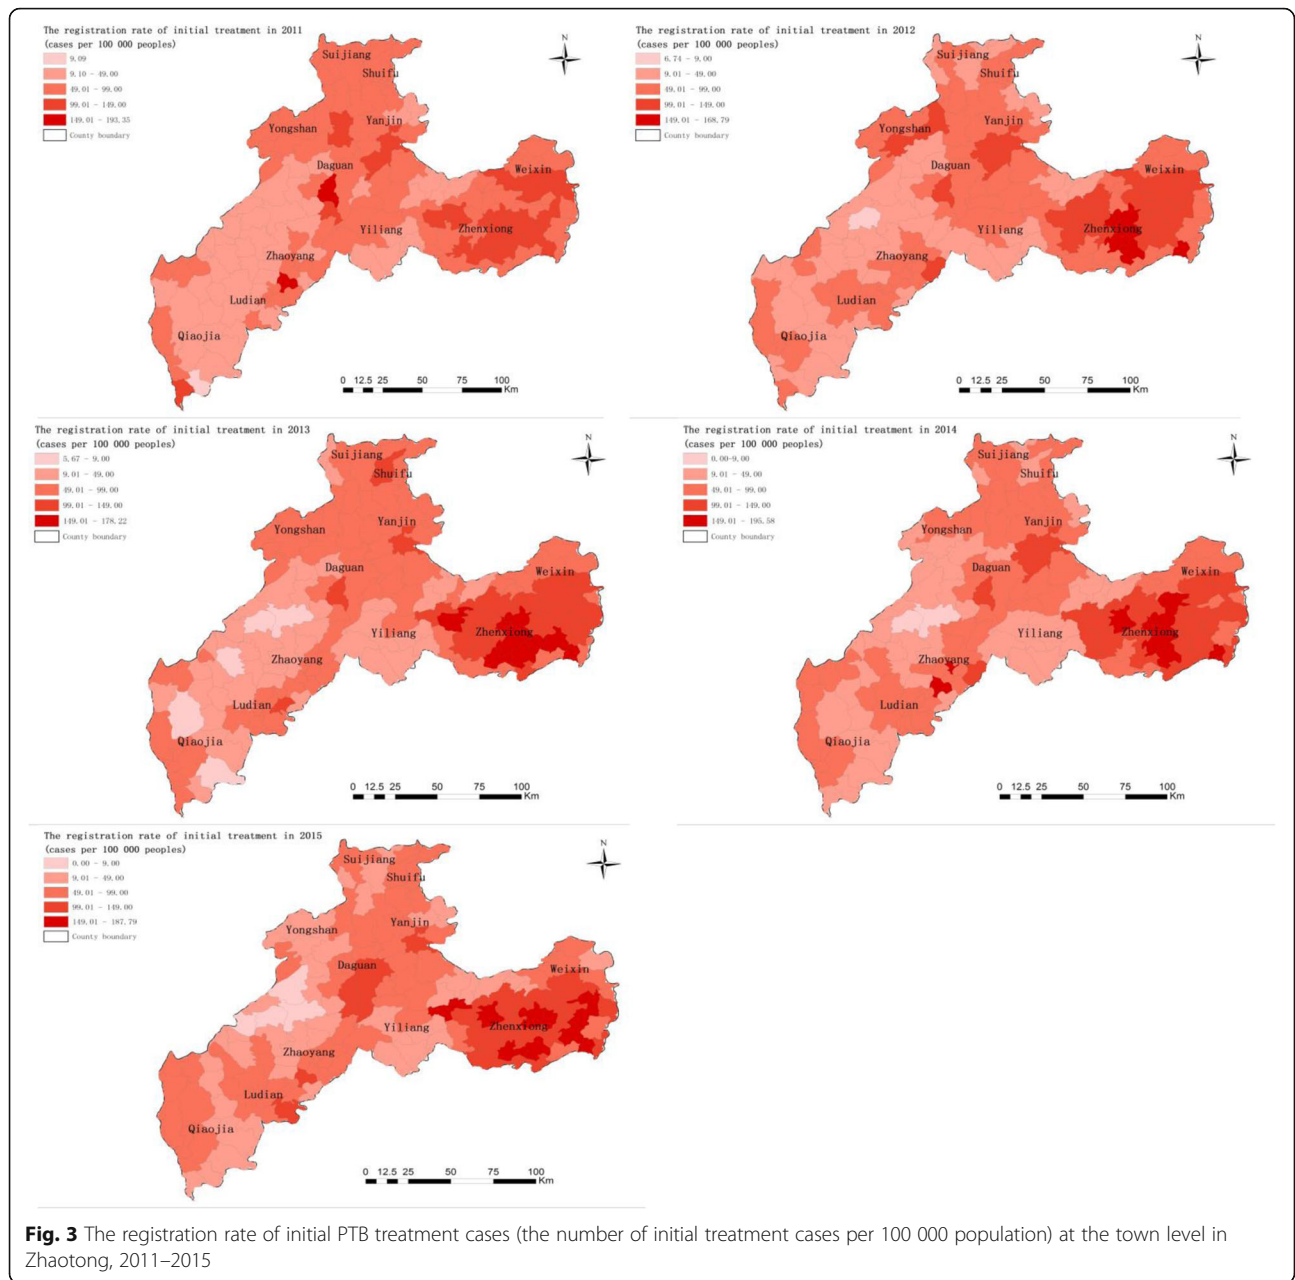 The registration rate of initial treatment in 2011
(cases per 100 000 peoples)
9.09
9.10 - 49.00
49.01 - 99.00
99.01 - 149.00
149.01 - 193.35
County boundary
N
Suijiang
Shuifu
Yongshan
Yanjin
Daguan
Weixin
Yiliang
Zhenxiong
Zhaoyang
Ludian
Qiaojia
0 12.5 25 50 75 100
Km
The registration rate of initial treatment in 2012
(cases per 100 000 peoples)
6.74 - 9.00
9.01 - 49.00
49.01 - 99.00
99.01 - 149.00
149.01 - 168.79
County boundary
N
Suijiang
Shuifu
Yongshan
Yanjin
Daguan
Weixin
Yiliang
Zhenxiong
Zhaoyang
Ludian
Qiaojia
0 12.5 25 50 75 100
Km
The registration rate of initial treatment in 2013
(cases per 100 000 peoples)
5.67 - 9.00
9.01 - 49.00
49.01 - 99.00
99.01 - 149.00
149.01 - 178.22
County boundary
N
Suijiang
Shuifu
Yongshan
Yanjin
Daguan
Weixin
Yiliang
Zhenxiong
Zhaoyang
Ludian
Qiaojia
0 12.5 25 50 75 100
Km
The registration rate of initial treatment in 2014
(cases per 100 000 peoples)
0.00-9.00
9.01 - 49.00
49.01 - 99.00
99.01 - 149.00
149.01 - 195.58
County boundary
N
Suijiang
Shuifu
Yongshan
Yanjin
Daguan
Weixin
Yiliang
Zhenxiong
Zhaoyang
Ludian
Qiaojia
0 12.5 25 50 75 100
Km
The registration rate of initial treatment in 2015
(cases per 100 000 peoples)
0.00 - 9.00
9.01 - 49.00
49.01 - 99.00
99.01 - 149.00
149.01 - 187.79
County boundary
N
Suijiang
Shuifu
Yongshan
Yanjin
Daguan
Weixin
Yiliang
Zhenxiong
Zhaoyang
Ludian
Qiaojia
0 12.5 25 50 75 100
Km
Fig. 3 The registration rate of initial PTB treatment cases (the number of initial treatment cases per 100 000 population) at the town level in
Zhaotong, 2011–2015